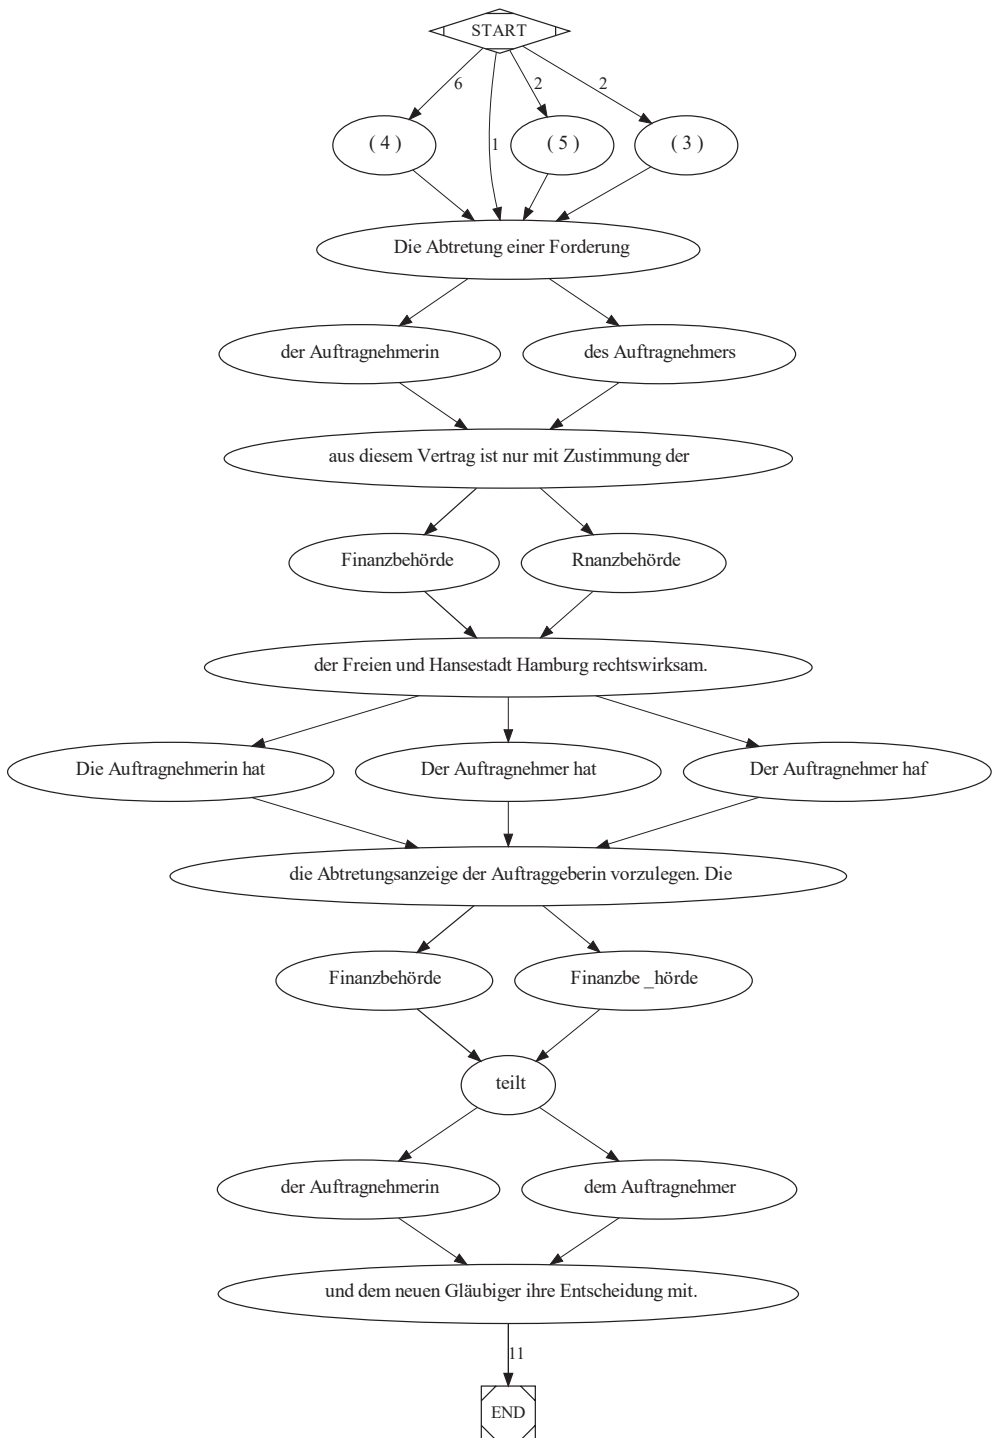 START
6
1
2
2
( 4 )
( 5 )
( 3 )
Die Abtretung einer Forderung
der Auftragnehmerin
des Auftragnehmers
aus diesem Vertrag ist nur mit Zustimmung der
Finanzbehörde
Rnanzbehörde
der Freien und Hansestadt Hamburg rechtswirksam.
Die Auftragnehmerin hat
Der Auftragnehmer hat
Der Auftragnehmer haf
die Abtretungsanzeige der Auftraggeberin vorzulegen. Die
Finanzbehörde
Finanzbe _hörde
teilt
der Auftragnehmerin
dem Auftragnehmer
und dem neuen Gläubiger ihre Entscheidung mit.
11
END